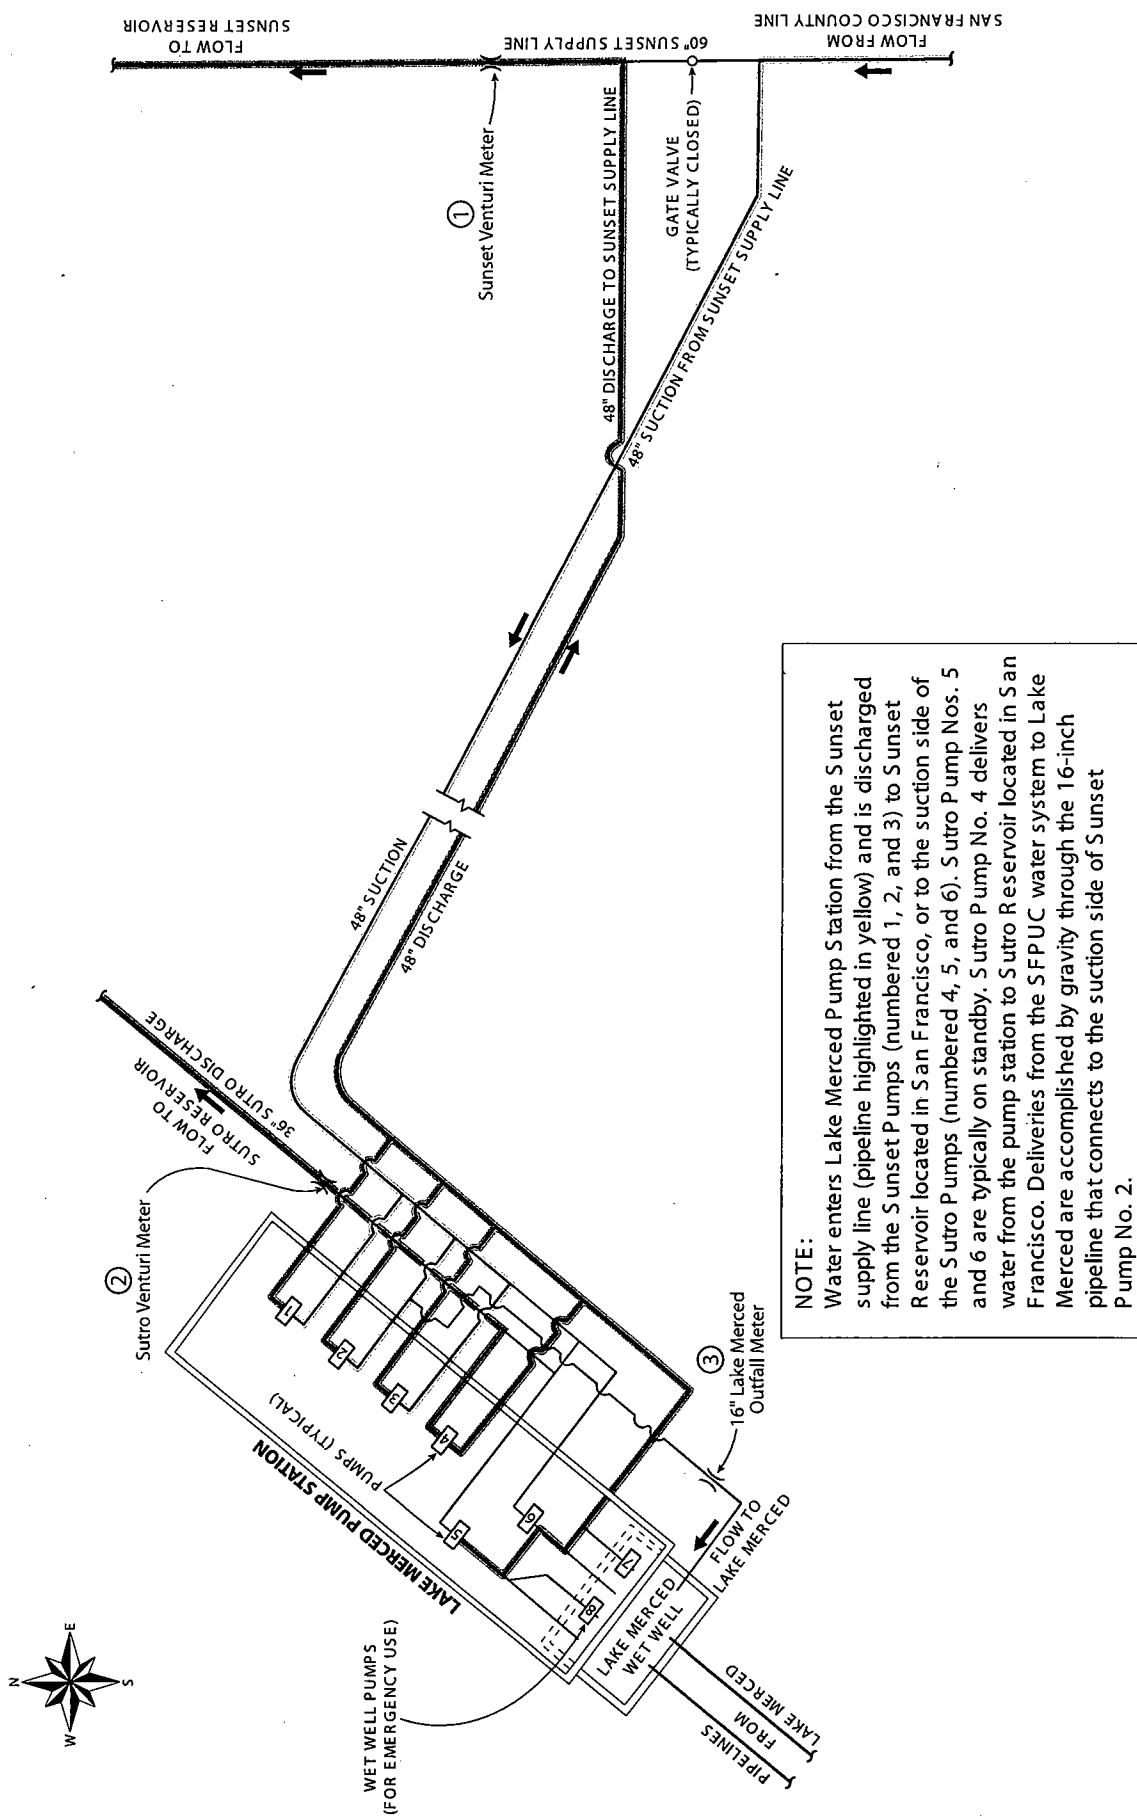 N
W
E
S
FLOW TO
SUNSET RESERVOIR
60" SUNSET SUPPLY LINE
FLOW FROM
SAN FRANCISCO COUNTY LINE
1
Sunset Venturi Meter
48" DISCHARGE TO SUNSET SUPPLY LINE
GATE VALVE
(TYPICALLY CLOSED)
48" SUCTION FROM SUNSET SUPPLY LINE
48" SUCTION
48" DISCHARGE
36" SUTRO DISCHARGE
FLOW TO
SUTRO RESERVOIR
2
Sutro Venturi Meter
LAKE MERCED PUMP STATION
PUMPS (TYPICAL)
1
2
3
4
5
6
7
8
3
16" Lake Merced
Outfall Meter
FLOW TO
LAKE MERCED
LAKE MERCED
WET WELL
WET WELL PUMPS
(FOR EMERGENCY USE)
PIPELINES
FROM
LAKE MERCED
NOTE:
Water enters Lake Merced Pump Station from the Sunset
supply line (pipeline highlighted in yellow) and is discharged
from the Sunset Pumps (numbered 1, 2, and 3) to Sunset
Reservoir located in San Francisco, or to the suction side of
the Sutro Pumps (numbered 4, 5, and 6). Sutro Pump Nos. 5
and 6 are typically on standby. Sutro Pump No. 4 delivers
water from the pump station to Sutro Reservoir located in San
Francisco. Deliveries from the SFPUC water system to Lake
Merced are accomplished by gravity through the 16-inch
pipeline that connects to the suction side of Sunset
Pump No. 2.